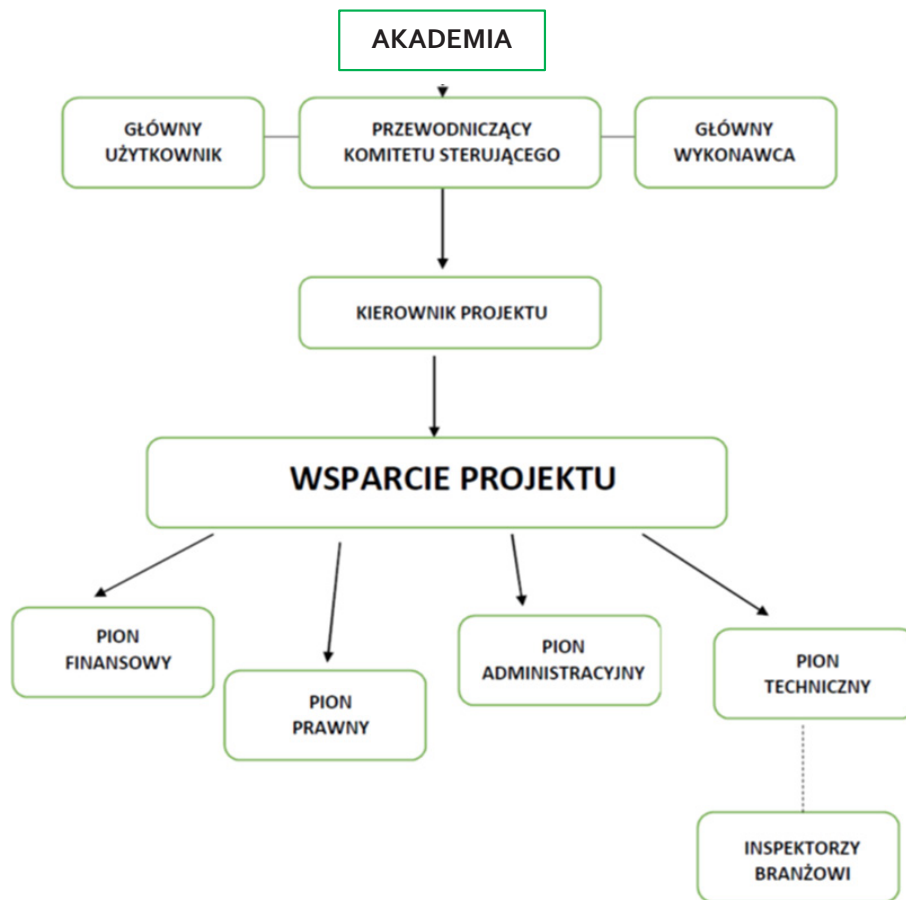 AKADEMIA
GŁÓWNY
UŻYTKOWNIK
PRZEWODNICZĄCY
KOMITETU STERUJĄCEGO
GŁÓWNY
WYKONAWCA
KIEROWNIK PROJEKTU
WSPARCIE PROJEKTU
PION
FINANSOWY
PION
PRAWNY
PION
ADMINISTRACYJNY
PION
TECHNICZNY
INSPEKTORZY
BRANŻOWI